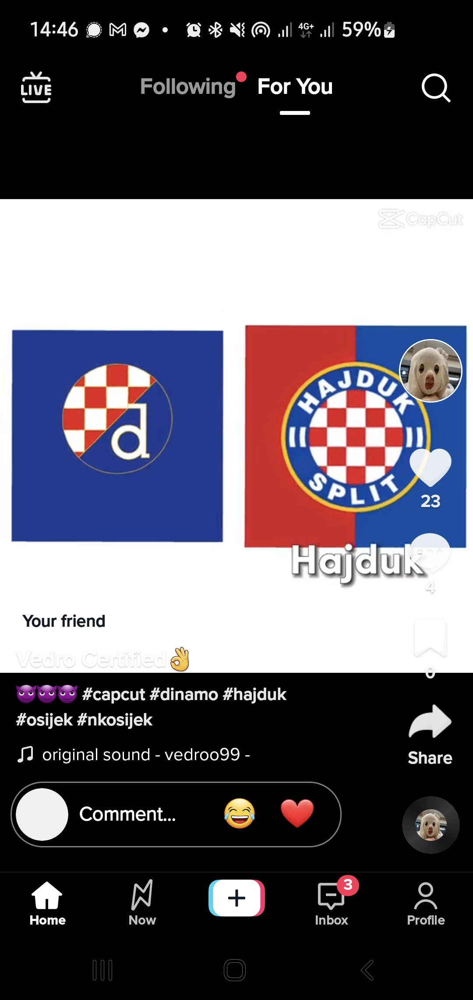 14:46
4G+
59%
LIVE
Following
For You
CapCut
d
HAJDUK
SPLIT
23
Hajduk
4
Your friend
Vedro Certified👌
0
😈😈😈 #capcut #dinamo #hajduk
#osijek #nkosijek
original sound - vedroo99 -
Share
Comment... 😂 ❤️
3
Home
Now
Inbox
Profile